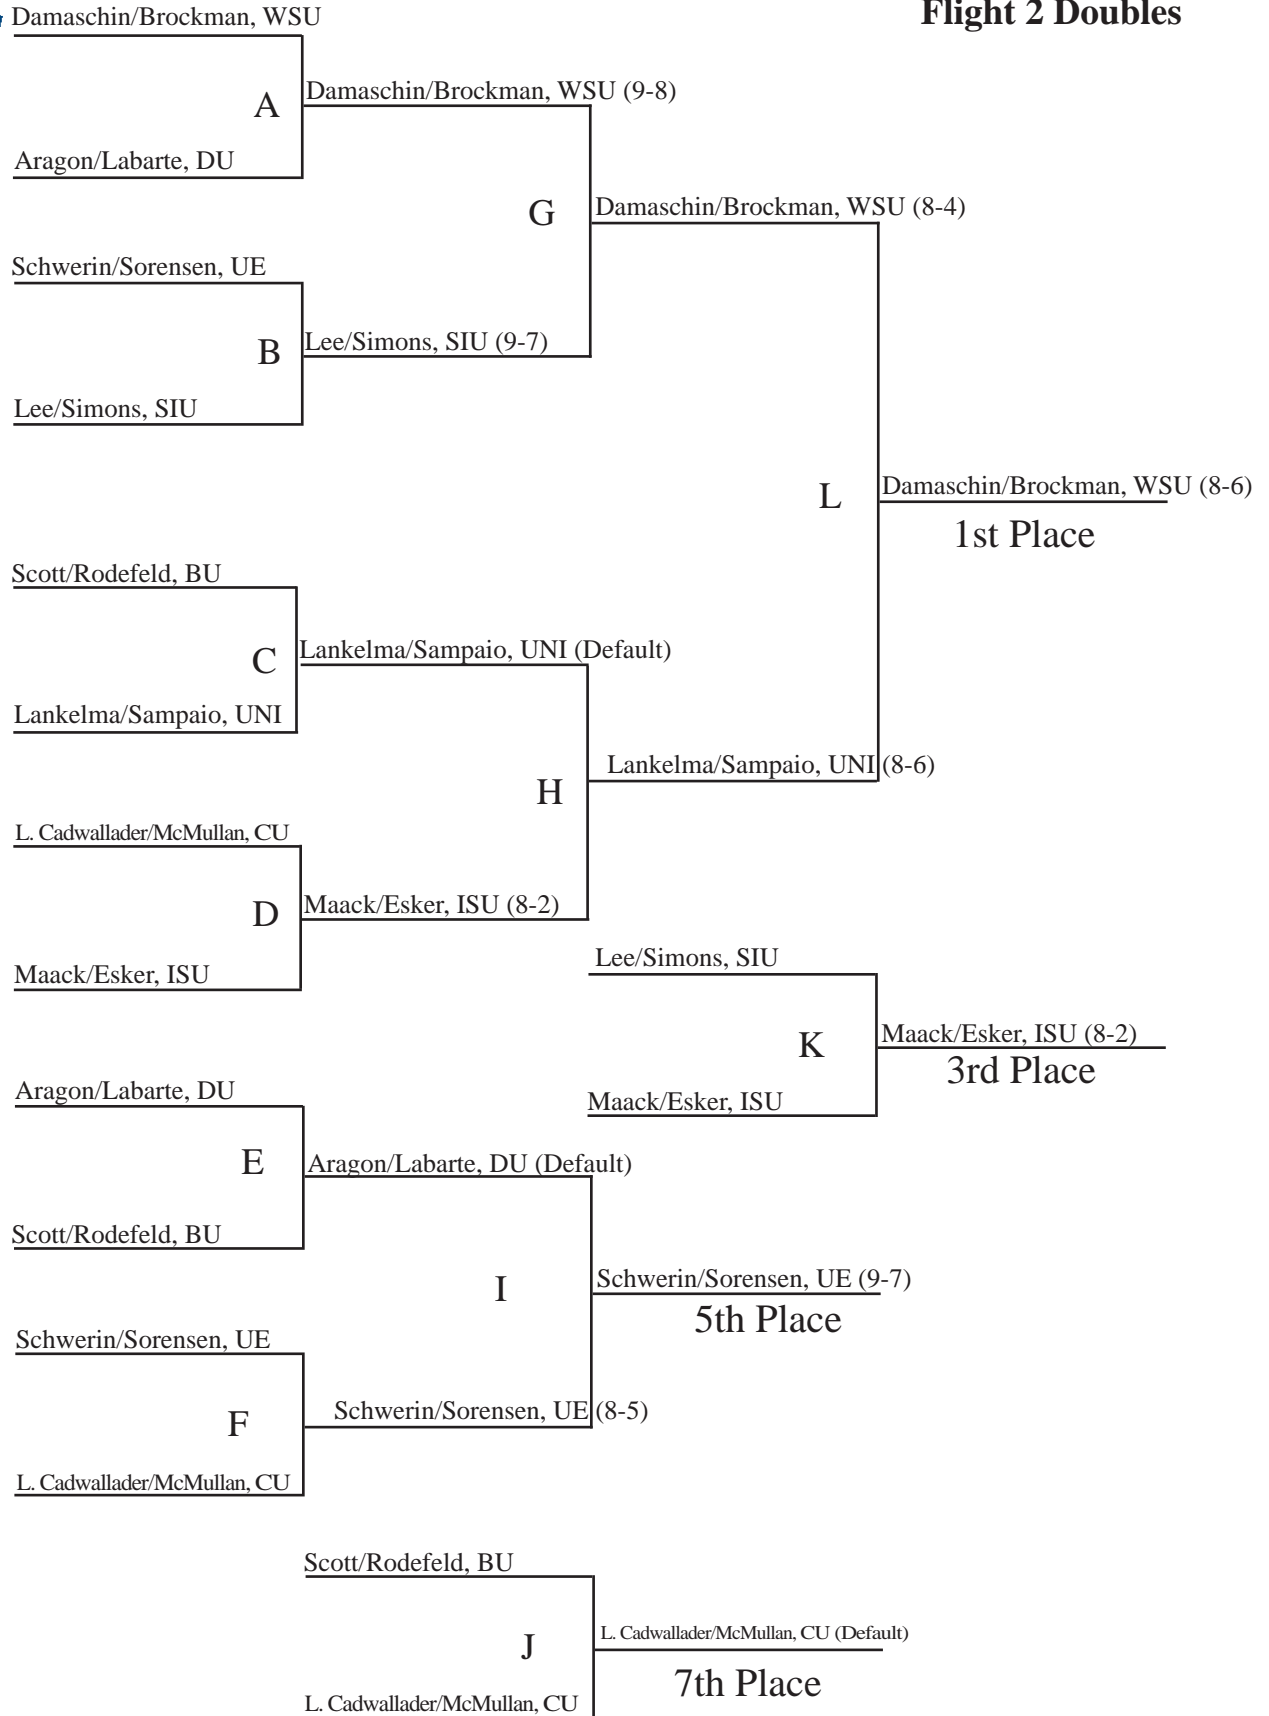 Flight 2 Doubles
Damaschin/Brockman, WSU
Damaschin/Brockman, WSU (9-8)
A
Aragon/Labarte, DU
G
Damaschin/Brockman, WSU (8-4)
Schwerin/Sorensen, UE
B
Lee/Simons, SIU (9-7)
Lee/Simons, SIU
L
Damaschin/Brockman, WSU (8-6)
1st Place
Scott/Rodefeld, BU
C
Lankelma/Sampaio, UNI (Default)
Lankelma/Sampaio, UNI
H
Lankelma/Sampaio, UNI (8-6)
L. Cadwallader/McMullan, CU
D
Maack/Esker, ISU (8-2)
Maack/Esker, ISU
Lee/Simons, SIU
K
Maack/Esker, ISU (8-2)
3rd Place
Maack/Esker, ISU
Aragon/Labarte, DU
E
Aragon/Labarte, DU (Default)
Scott/Rodefeld, BU
I
Schwerin/Sorensen, UE (9-7)
5th Place
Schwerin/Sorensen, UE
F
Schwerin/Sorensen, UE (8-5)
L. Cadwallader/McMullan, CU
Scott/Rodefeld, BU
J
L. Cadwallader/McMullan, CU (Default)
7th Place
L. Cadwallader/McMullan, CU